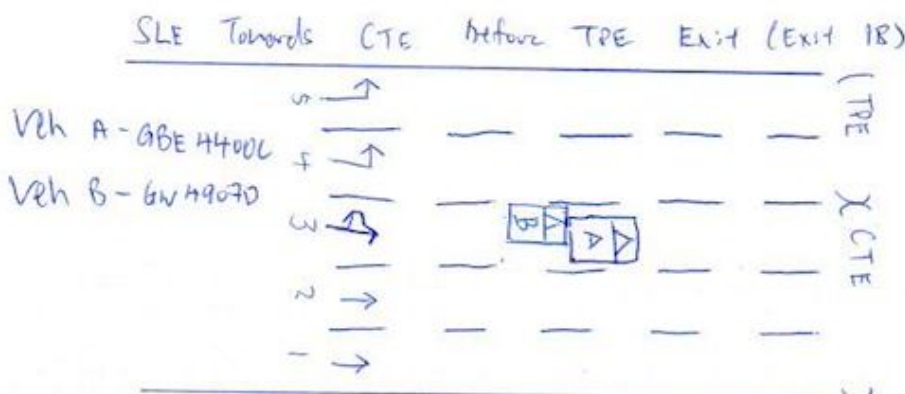 SLE Towards CTE before TPE Exit (Exit 1B)
5
(TPE
Veh A - GBE 4400C
4
Veh B - GW 4907D
3
B A
) CTE
2
1